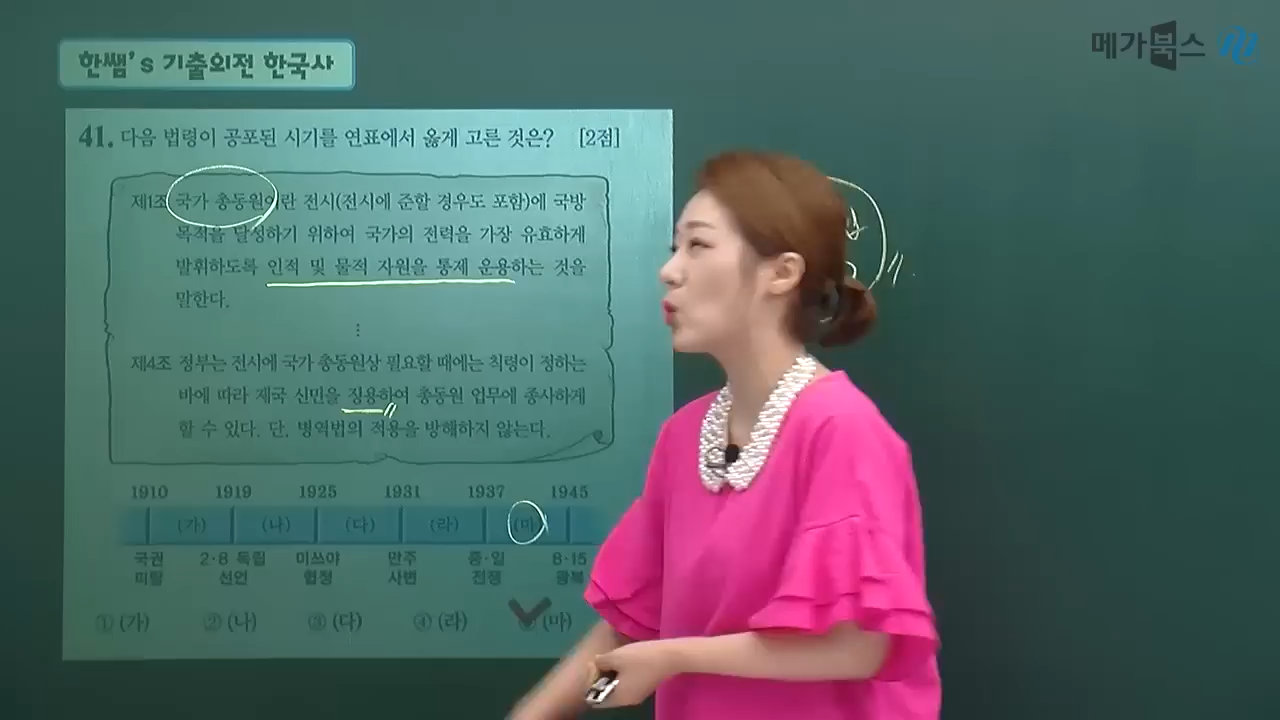 메가북스
한쌤's 기출의전 한국사
41. 다음 법령이 공포된 시기를 연표에서 옳게 고른 것은? [2점]
제1조 국가 총동원이란 전시(전시에 준할 경우도 포함)에 국방
목적을 달성하기 위하여 국가의 전력을 가장 유효하게
발휘하도록 인적 및 물적 자원을 통제 운용하는 것을
말한다.
⋮
제4조 정부는 전시에 국가 총동원상 필요할 때에는 칙령이 정하는
바에 따라 제국 신민을 징용하여 총동원 업무에 종사하게
할 수 있다. 단, 병역법의 적용을 방해하지 않는다.
1910 1919 1925 1931 1937 1945
(가) (나) (다) (라) (마)
국권 2·8 독립 미쓰야 만주 중·일 8·15
피탈 선언 협정 사변 전쟁 광복
① (가) ② (나) ③ (다) ④ (라) (마)